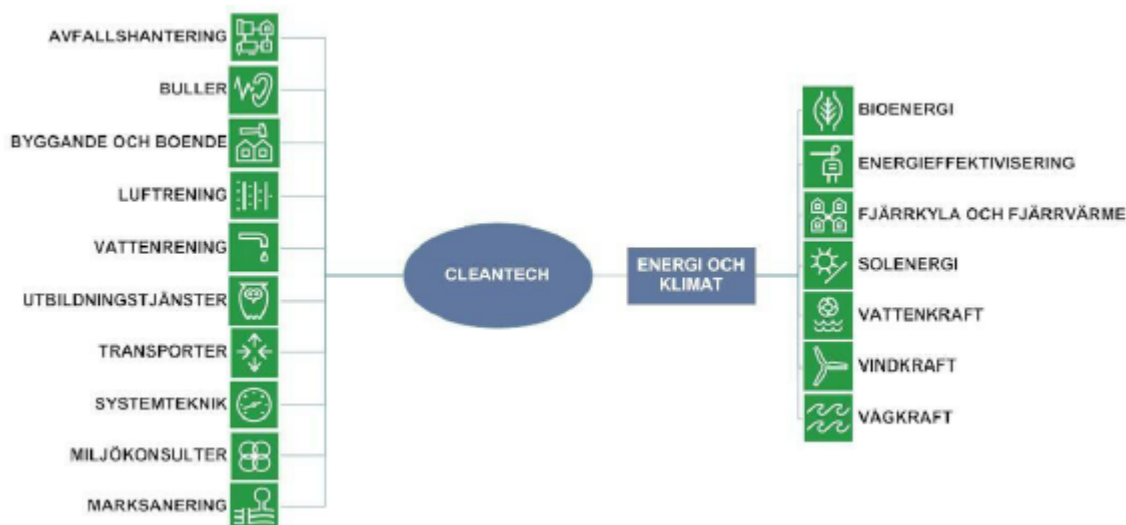 AVFALLSHANTERING
BULLER
BYGGANDE OCH BOENDE
LUFTRENING
VATTENRENING
UTBILDNINGSTJÄNSTER
TRANSPORTER
SYSTEMTEKNIK
MILJÖKONSULTER
MARKSANERING
CLEANTECH
ENERGI OCH
KLIMAT
BIOENERGI
ENERGIEFFEKTIVISERING
FJÄRRKYLA OCH FJÄRRVÄRME
SOLENERGI
VATTENKRAFT
VINDKRAFT
VÅGKRAFT